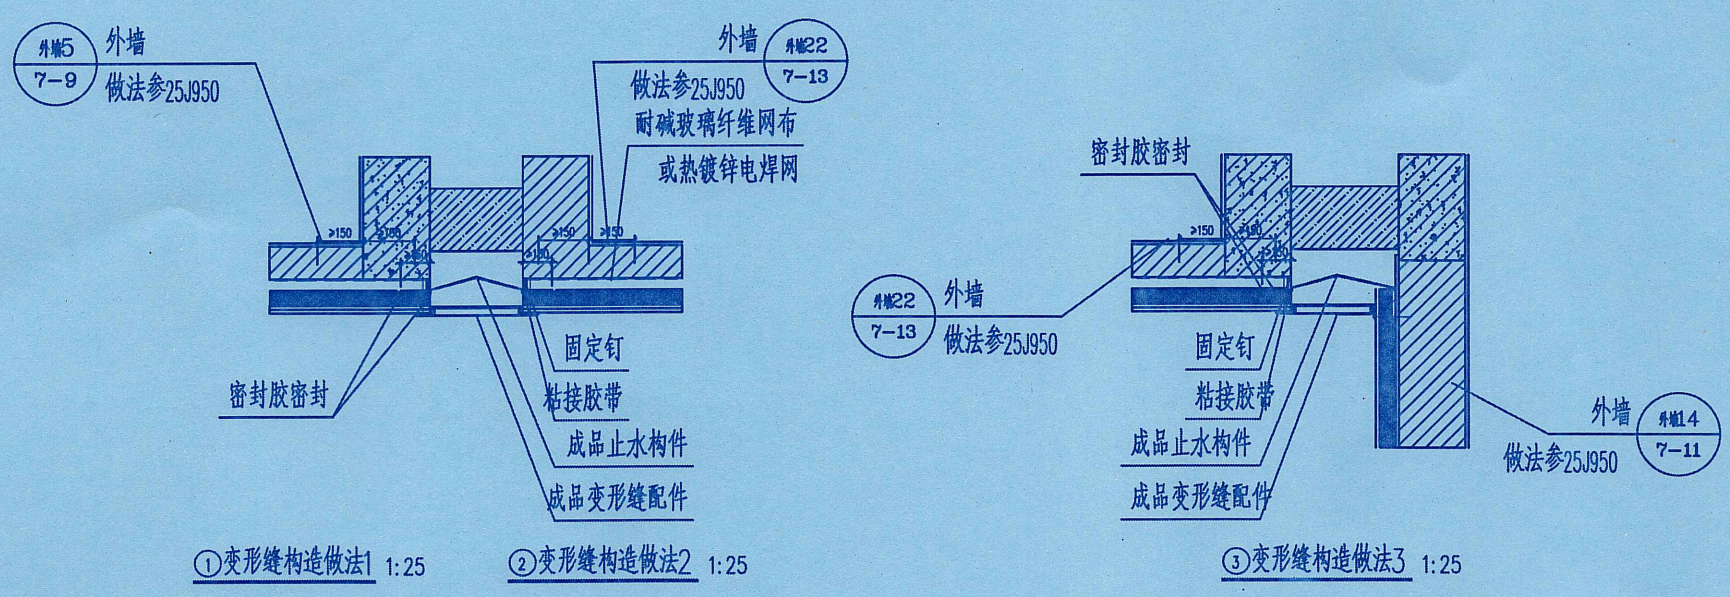 外墙5
7-9
外墙
做法参25J950
外墙
外墙22
7-13
做法参25J950
耐碱玻璃纤维网布
或热镀锌电焊网
≥150
≥150
≥150
≥150
≥150
≥150
固定钉
粘接胶带
密封胶密封
成品止水构件
成品变形缝配件
①变形缝构造做法1 1:25
②变形缝构造做法2 1:25
密封胶密封
≥150
≥150
≥150
外墙22
7-13
外墙
做法参25J950
固定钉
粘接胶带
成品止水构件
成品变形缝配件
外墙
外墙14
7-11
做法参25J950
③变形缝构造做法3 1:25